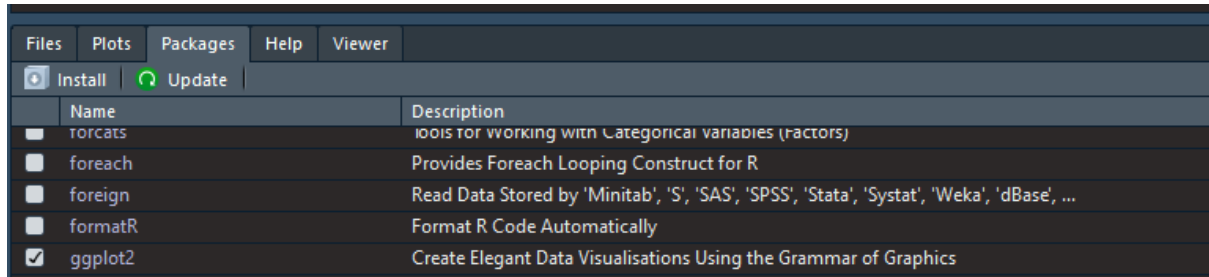 Files Plots Packages Help Viewer
Install Update
Name Description
forcats Tools for Working with Categorical Variables (Factors)
foreach Provides Foreach Looping Construct for R
foreign Read Data Stored by 'Minitab', 'S', 'SAS', 'SPSS', 'Stata', 'Systat', 'Weka', 'dBase', ...
formatR Format R Code Automatically
ggplot2 Create Elegant Data Visualisations Using the Grammar of Graphics